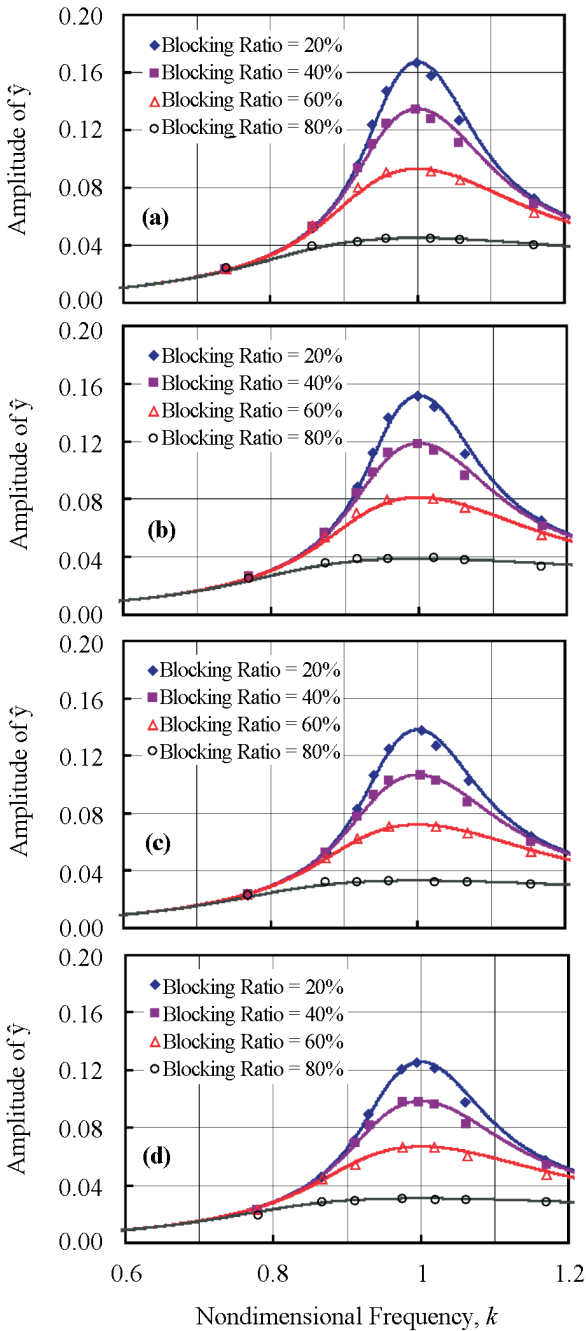 0.20
Blocking Ratio = 20%
0.16
Blocking Ratio = 40%
Blocking Ratio = 60%
0.12
Blocking Ratio = 80%
Amplitude of ŷ
0.08
(a)
0.04
0.00
0.20
Blocking Ratio = 20%
0.16
Blocking Ratio = 40%
Blocking Ratio = 60%
0.12
Blocking Ratio = 80%
Amplitude of ŷ
0.08
(b)
0.04
0.00
0.20
Blocking Ratio = 20%
0.16
Blocking Ratio = 40%
Blocking Ratio = 60%
0.12
Blocking Ratio = 80%
Amplitude of ŷ
0.08
(c)
0.04
0.00
0.20
Blocking Ratio = 20%
0.16
Blocking Ratio = 40%
Blocking Ratio = 60%
0.12
Blocking Ratio = 80%
Amplitude of ŷ
0.08
(d)
0.04
0.00
0.6 0.8 1 1.2
Nondimensional Frequency, k